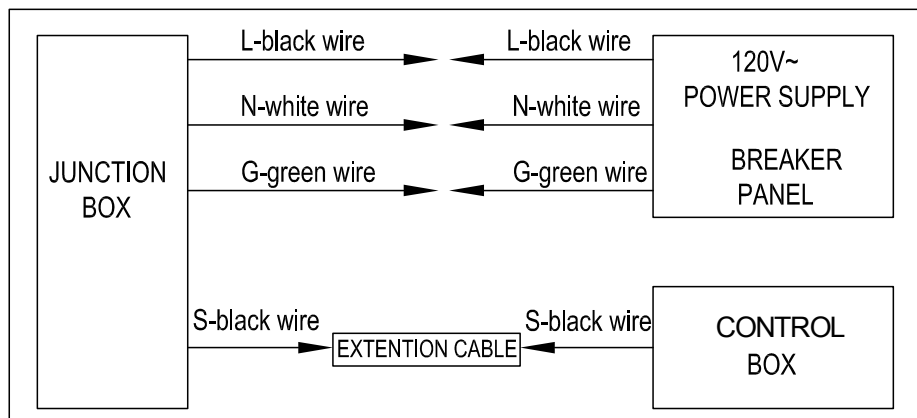 L-black wire
L-black wire
120V~
POWER SUPPLY
N-white wire
N-white wire
JUNCTION
BOX
G-green wire
G-green wire
BREAKER
PANEL
S-black wire
EXTENTION CABLE
S-black wire
CONTROL
BOX